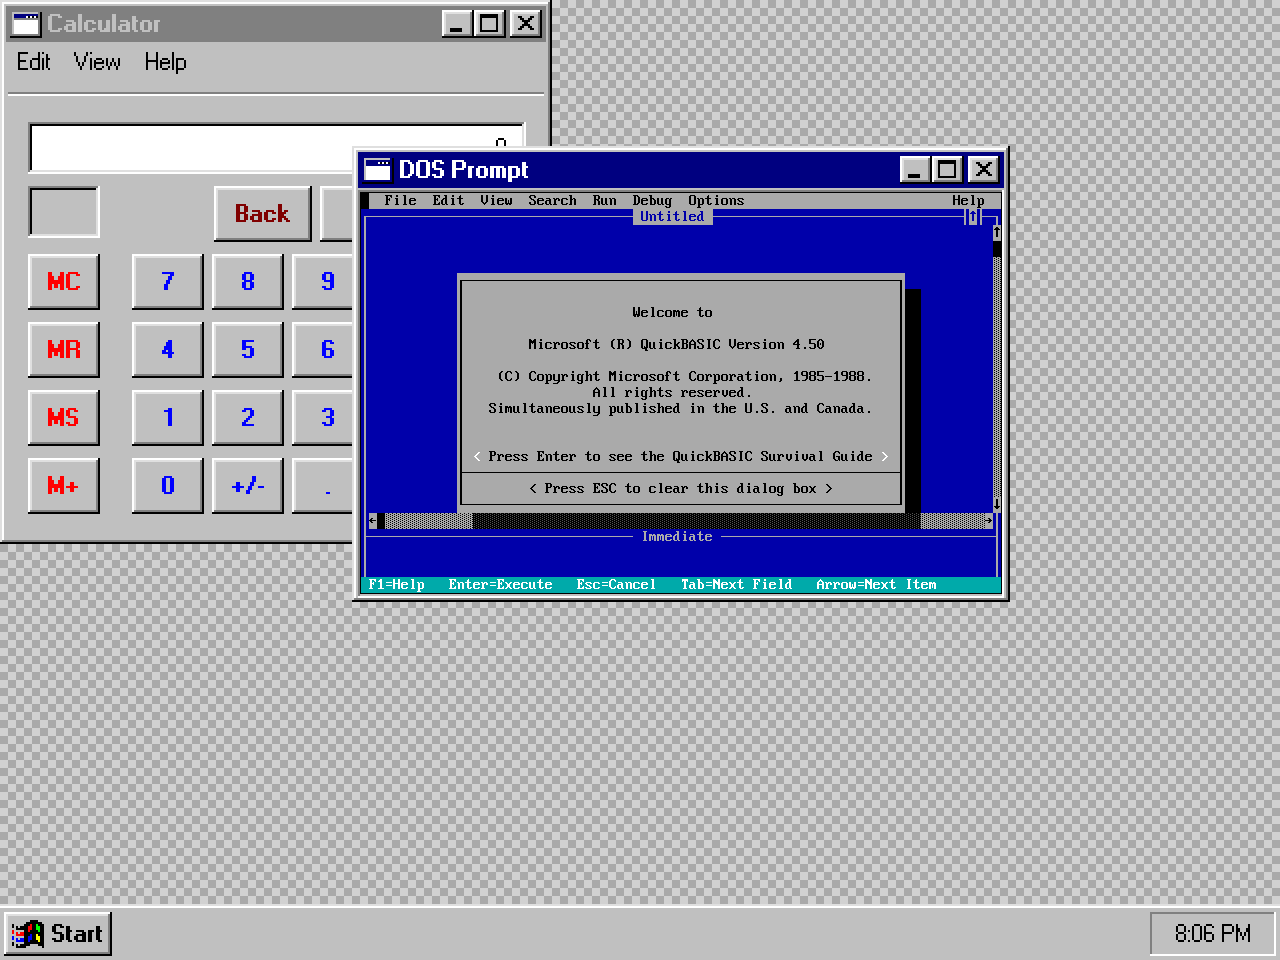 Calculator
Edit View Help
Back
MC 7 8 9
MR 4 5 6
MS 1 2 3
M+ 0 +/- .
DOS Prompt
File Edit View Search Run Debug Options Help
Untitled
Welcome to
Microsoft (R) QuickBASIC Version 4.50
(C) Copyright Microsoft Corporation, 1985-1988.
All rights reserved.
Simultaneously published in the U.S. and Canada.
< Press Enter to see the QuickBASIC Survival Guide >
< Press ESC to clear this dialog box >
Immediate
F1=Help Enter=Execute Esc=Cancel Tab=Next Field Arrow=Next Item
Start
8:06 PM